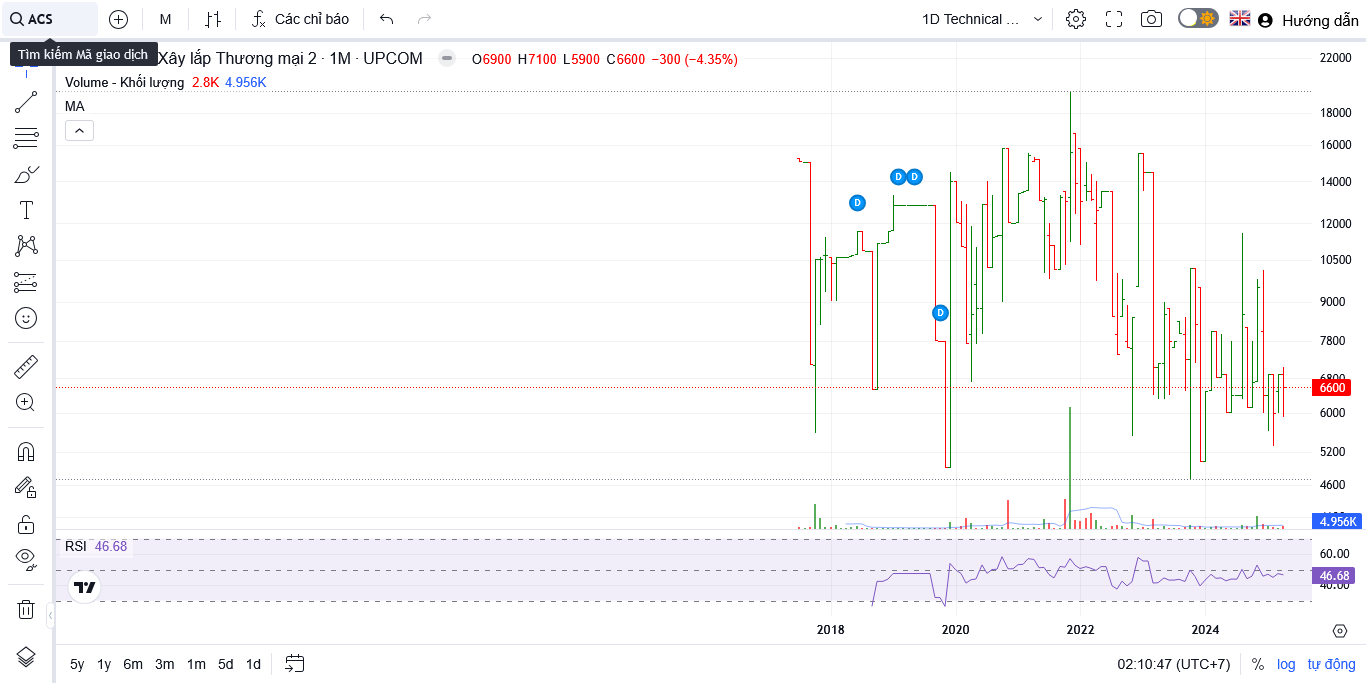 ACS M Các chỉ báo 1D Technical ... Hướng dẫn
Tìm kiếm Mã giao dịch
Xây lắp Thương mại 2 · 1M · UPCOM O6900 H7100 L5900 C6600 −300 (−4.35%)
Volume - Khối lượng 2.8K 4.956K
MA
22000
18000
16000
14000
D D
D
12000
10500
9000
D
7800
6800
6600
6000
5200
4600
4.956K
RSI 46.68
60.00
46.68
40.00
2018 2020 2022 2024
5y 1y 6m 3m 1m 5d 1d 02:10:47 (UTC+7) % log tự động